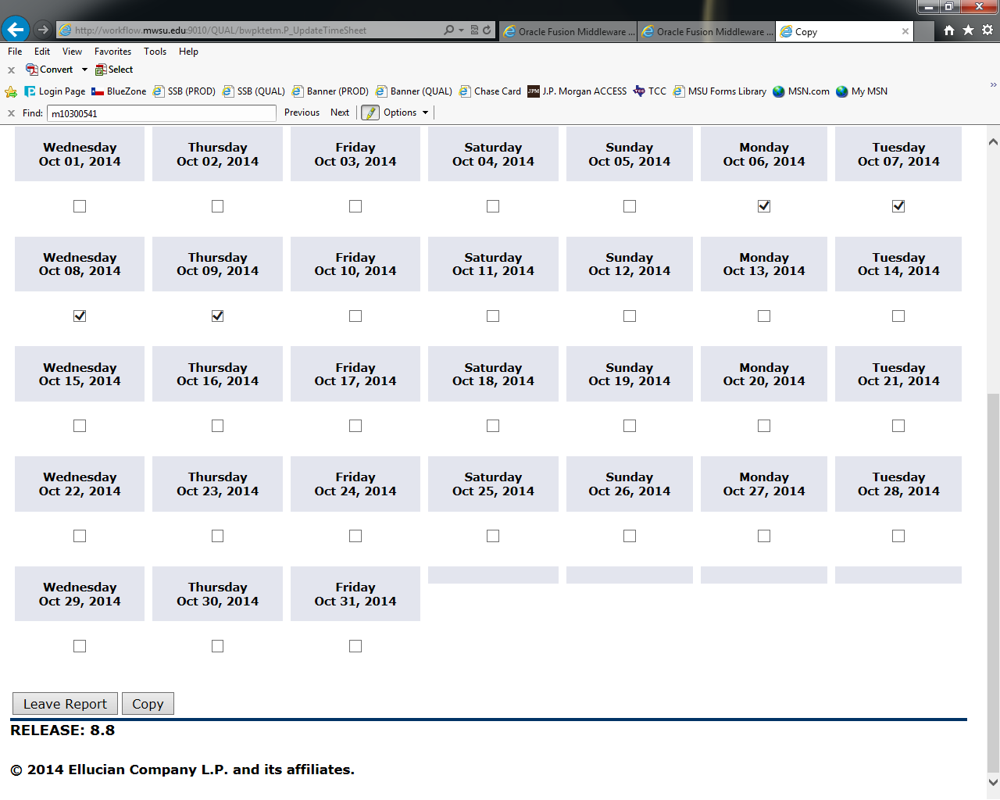 http://workflow.mwsu.edu:9010/QUAL/bwpktetm.P_UpdateTimeSheet
Oracle Fusion Middleware ... Oracle Fusion Middleware ... Copy
File Edit View Favorites Tools Help
x Convert Select
Login Page BlueZone SSB (PROD) SSB (QUAL) Banner (PROD) Banner (QUAL) Chase Card JPM J.P. Morgan ACCESS TCC MSU Forms Library MSN.com My MSN »
x Find: m10300541 Previous Next Options
Wednesday Thursday Friday Saturday Sunday Monday Tuesday
Oct 01, 2014 Oct 02, 2014 Oct 03, 2014 Oct 04, 2014 Oct 05, 2014 Oct 06, 2014 Oct 07, 2014
Wednesday Thursday Friday Saturday Sunday Monday Tuesday
Oct 08, 2014 Oct 09, 2014 Oct 10, 2014 Oct 11, 2014 Oct 12, 2014 Oct 13, 2014 Oct 14, 2014
Wednesday Thursday Friday Saturday Sunday Monday Tuesday
Oct 15, 2014 Oct 16, 2014 Oct 17, 2014 Oct 18, 2014 Oct 19, 2014 Oct 20, 2014 Oct 21, 2014
Wednesday Thursday Friday Saturday Sunday Monday Tuesday
Oct 22, 2014 Oct 23, 2014 Oct 24, 2014 Oct 25, 2014 Oct 26, 2014 Oct 27, 2014 Oct 28, 2014
Wednesday Thursday Friday
Oct 29, 2014 Oct 30, 2014 Oct 31, 2014
Leave Report Copy
RELEASE: 8.8
© 2014 Ellucian Company L.P. and its affiliates.